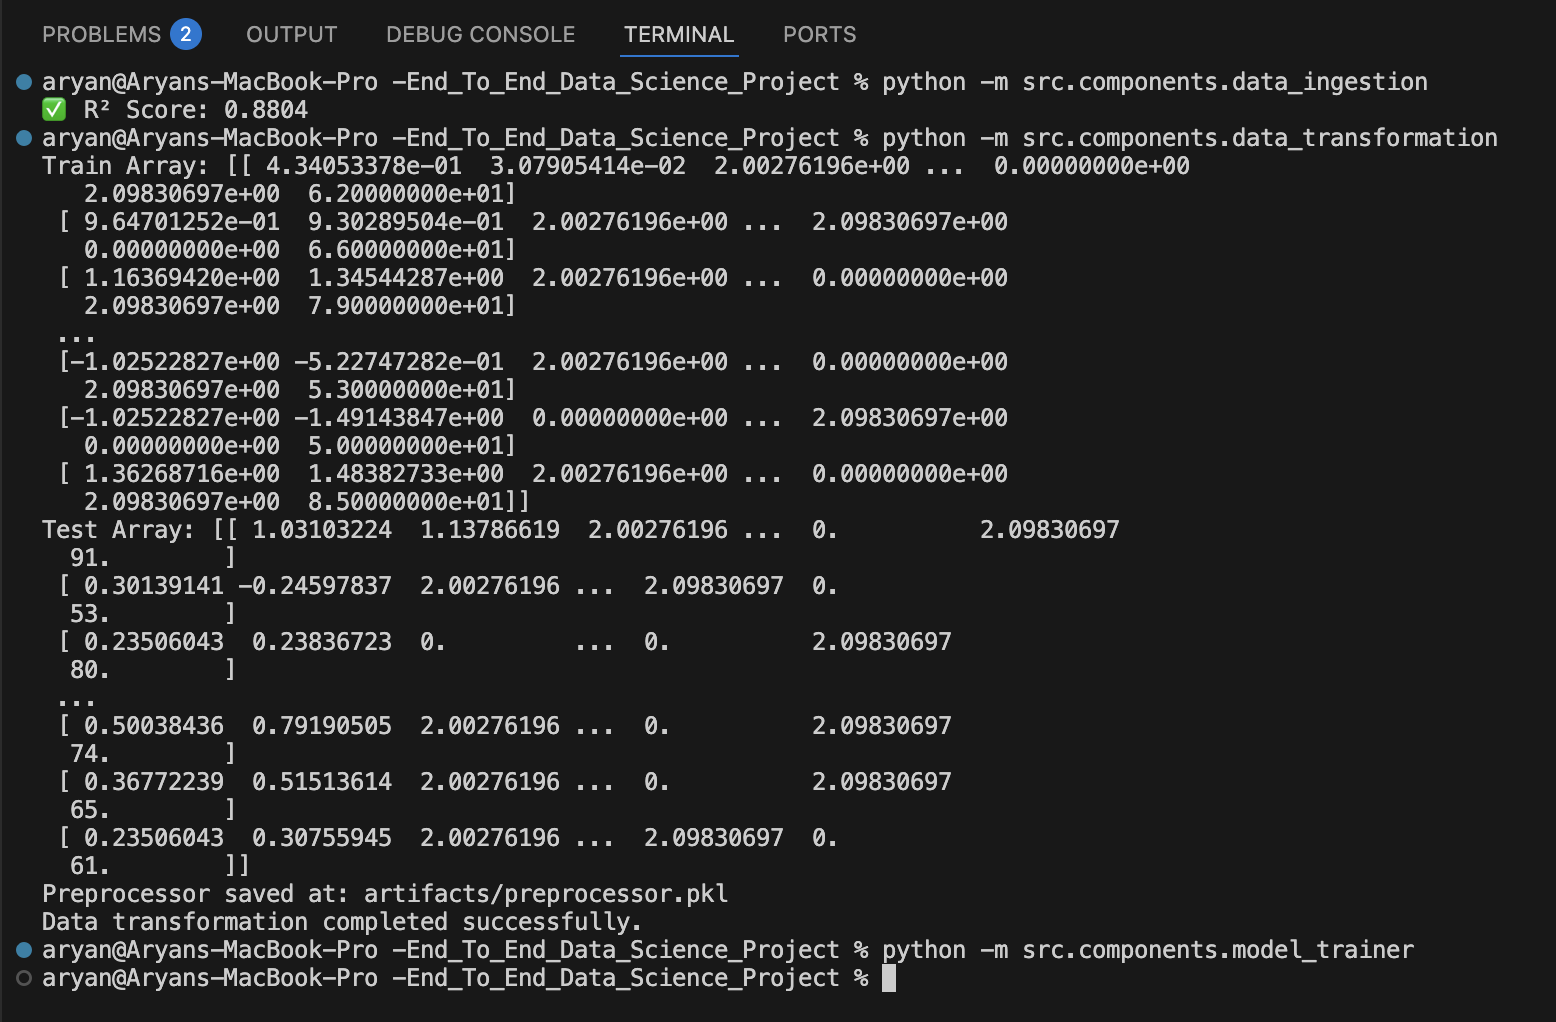 PROBLEMS 2 OUTPUT DEBUG CONSOLE TERMINAL PORTS
aryan@Aryans-MacBook-Pro -End_To_End_Data_Science_Project % python -m src.components.data_ingestion
✅ R² Score: 0.8804
aryan@Aryans-MacBook-Pro -End_To_End_Data_Science_Project % python -m src.components.data_transformation
Train Array: [[ 4.34053378e-01  3.07905414e-02  2.00276196e+00 ...  0.00000000e+00
   2.09830697e+00  6.20000000e+01]
 [ 9.64701252e-01  9.30289504e-01  2.00276196e+00 ...  2.09830697e+00
   0.00000000e+00  6.60000000e+01]
 [ 1.16369420e+00  1.34544287e+00  2.00276196e+00 ...  0.00000000e+00
   2.09830697e+00  7.90000000e+01]
 ...
 [-1.02522827e+00 -5.22747282e-01  2.00276196e+00 ...  0.00000000e+00
   2.09830697e+00  5.30000000e+01]
 [-1.02522827e+00 -1.49143847e+00  0.00000000e+00 ...  2.09830697e+00
   0.00000000e+00  5.00000000e+01]
 [ 1.36268716e+00  1.48382733e+00  2.00276196e+00 ...  0.00000000e+00
   2.09830697e+00  8.50000000e+01]]
Test Array: [[ 1.03103224  1.13786619  2.00276196 ...  0.          2.09830697
  91.        ]
 [ 0.30139141 -0.24597837  2.00276196 ...  2.09830697  0.
  53.        ]
 [ 0.23506043  0.23836723  0.         ...  0.          2.09830697
  80.        ]
 ...
 [ 0.50038436  0.79190505  2.00276196 ...  0.          2.09830697
  74.        ]
 [ 0.36772239  0.51513614  2.00276196 ...  0.          2.09830697
  65.        ]
 [ 0.23506043  0.30755945  2.00276196 ...  2.09830697  0.
  61.        ]]
Preprocessor saved at: artifacts/preprocessor.pkl
Data transformation completed successfully.
aryan@Aryans-MacBook-Pro -End_To_End_Data_Science_Project % python -m src.components.model_trainer
aryan@Aryans-MacBook-Pro -End_To_End_Data_Science_Project %